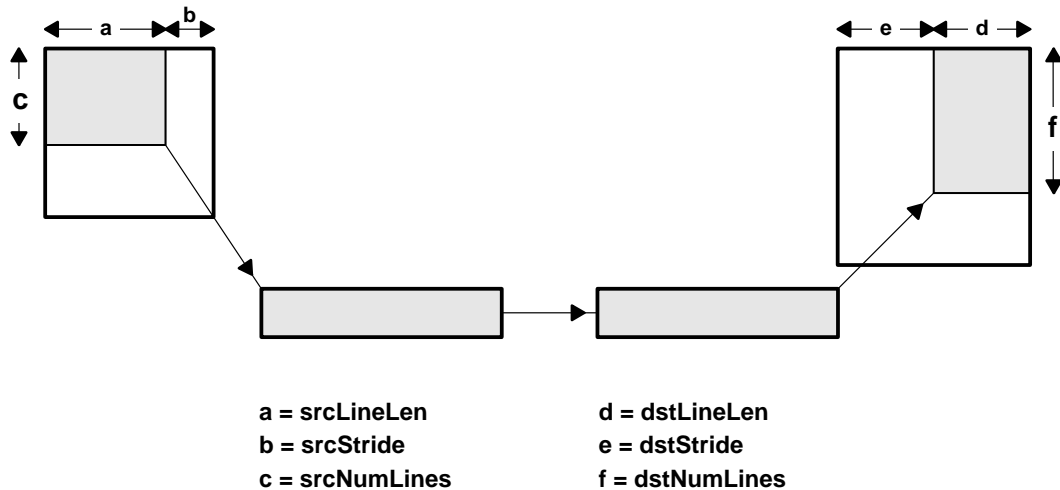 a b
e d
c
f
a = srcLineLen d = dstLineLen
b = srcStride e = dstStride
c = srcNumLines f = dstNumLines